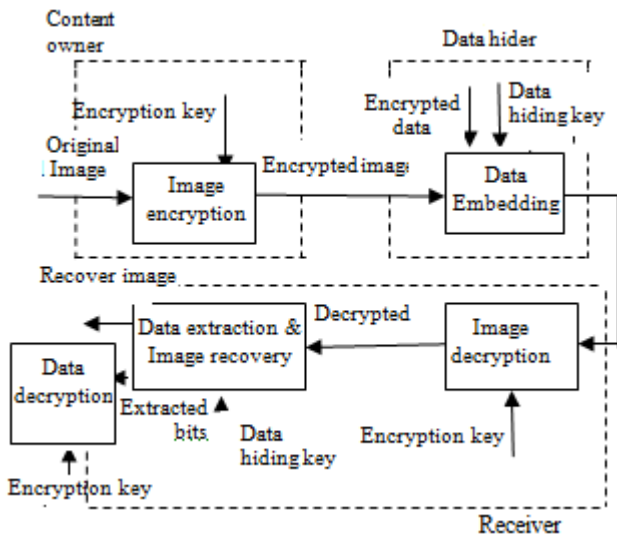 Content
owner
Data hider
Encryption key
Encrypted
data
Data
hiding key
Original
Image
Encrypted image
Image
encryption
Data
Embedding
Recover image
Data extraction &
Image recovery
Decrypted
Image
decryption
Data
decryption
Extracted
bits
Data
hiding key
Encryption key
Encryption key
Receiver